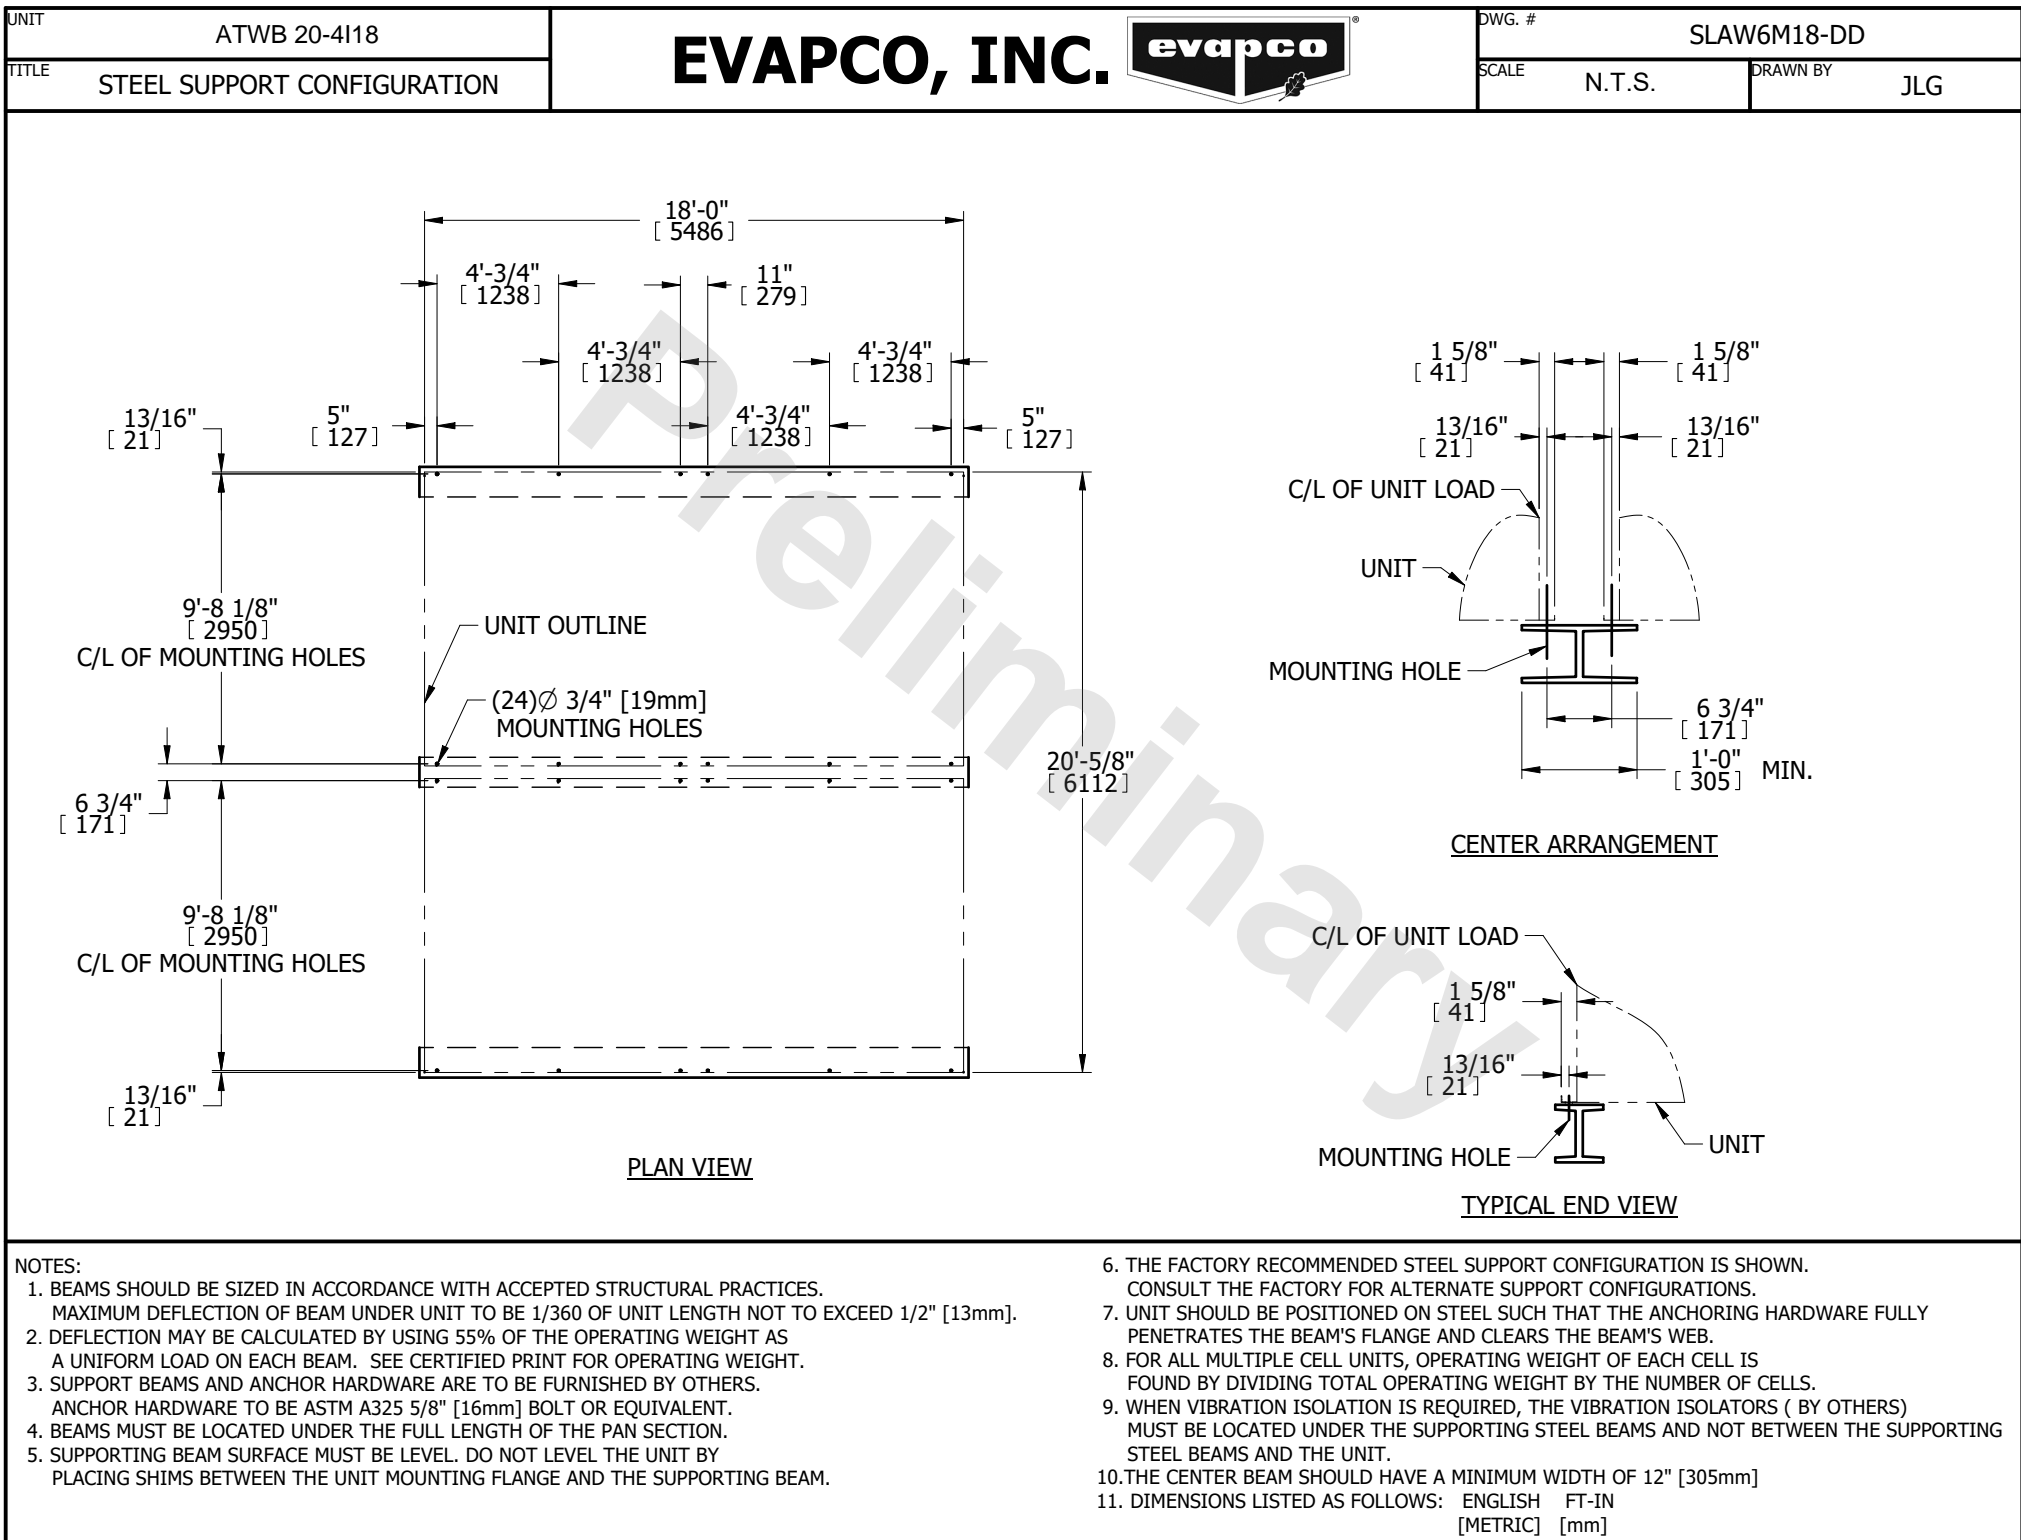 UNIT
ATWB 20-4I18
TITLE
STEEL SUPPORT CONFIGURATION
EVAPCO, INC.
evapco
®
DWG. #
SLAW6M18-DD
SCALE
N.T.S.
DRAWN BY
JLG
18'-0"
[ 5486 ]
4'-3/4"
[ 1238 ]
11"
[ 279 ]
4'-3/4"
[ 1238 ]
4'-3/4"
[ 1238 ]
13/16"
[ 21 ]
5"
[ 127 ]
4'-3/4"
[ 1238 ]
5"
[ 127 ]
9'-8 1/8"
[ 2950 ]
C/L OF MOUNTING HOLES
UNIT OUTLINE
(24)∅ 3/4" [19mm]
MOUNTING HOLES
6 3/4"
[ 171 ]
20'-5/8"
[ 6112 ]
9'-8 1/8"
[ 2950 ]
C/L OF MOUNTING HOLES
13/16"
[ 21 ]
PLAN VIEW
1 5/8"
[ 41 ]
1 5/8"
[ 41 ]
13/16"
[ 21 ]
13/16"
[ 21 ]
C/L OF UNIT LOAD
UNIT
MOUNTING HOLE
6 3/4"
[ 171 ]
1'-0"
[ 305 ] MIN.
CENTER ARRANGEMENT
C/L OF UNIT LOAD
1 5/8"
[ 41 ]
13/16"
[ 21 ]
MOUNTING HOLE
UNIT
TYPICAL END VIEW
Preliminary
NOTES:
1. BEAMS SHOULD BE SIZED IN ACCORDANCE WITH ACCEPTED STRUCTURAL PRACTICES.
MAXIMUM DEFLECTION OF BEAM UNDER UNIT TO BE 1/360 OF UNIT LENGTH NOT TO EXCEED 1/2" [13mm].
2. DEFLECTION MAY BE CALCULATED BY USING 55% OF THE OPERATING WEIGHT AS
A UNIFORM LOAD ON EACH BEAM. SEE CERTIFIED PRINT FOR OPERATING WEIGHT.
3. SUPPORT BEAMS AND ANCHOR HARDWARE ARE TO BE FURNISHED BY OTHERS.
ANCHOR HARDWARE TO BE ASTM A325 5/8" [16mm] BOLT OR EQUIVALENT.
4. BEAMS MUST BE LOCATED UNDER THE FULL LENGTH OF THE PAN SECTION.
5. SUPPORTING BEAM SURFACE MUST BE LEVEL. DO NOT LEVEL THE UNIT BY
PLACING SHIMS BETWEEN THE UNIT MOUNTING FLANGE AND THE SUPPORTING BEAM.
6. THE FACTORY RECOMMENDED STEEL SUPPORT CONFIGURATION IS SHOWN.
CONSULT THE FACTORY FOR ALTERNATE SUPPORT CONFIGURATIONS.
7. UNIT SHOULD BE POSITIONED ON STEEL SUCH THAT THE ANCHORING HARDWARE FULLY
PENETRATES THE BEAM'S FLANGE AND CLEARS THE BEAM'S WEB.
8. FOR ALL MULTIPLE CELL UNITS, OPERATING WEIGHT OF EACH CELL IS
FOUND BY DIVIDING TOTAL OPERATING WEIGHT BY THE NUMBER OF CELLS.
9. WHEN VIBRATION ISOLATION IS REQUIRED, THE VIBRATION ISOLATORS ( BY OTHERS)
MUST BE LOCATED UNDER THE SUPPORTING STEEL BEAMS AND NOT BETWEEN THE SUPPORTING
STEEL BEAMS AND THE UNIT.
10.THE CENTER BEAM SHOULD HAVE A MINIMUM WIDTH OF 12" [305mm]
11. DIMENSIONS LISTED AS FOLLOWS: ENGLISH FT-IN
[METRIC] [mm]